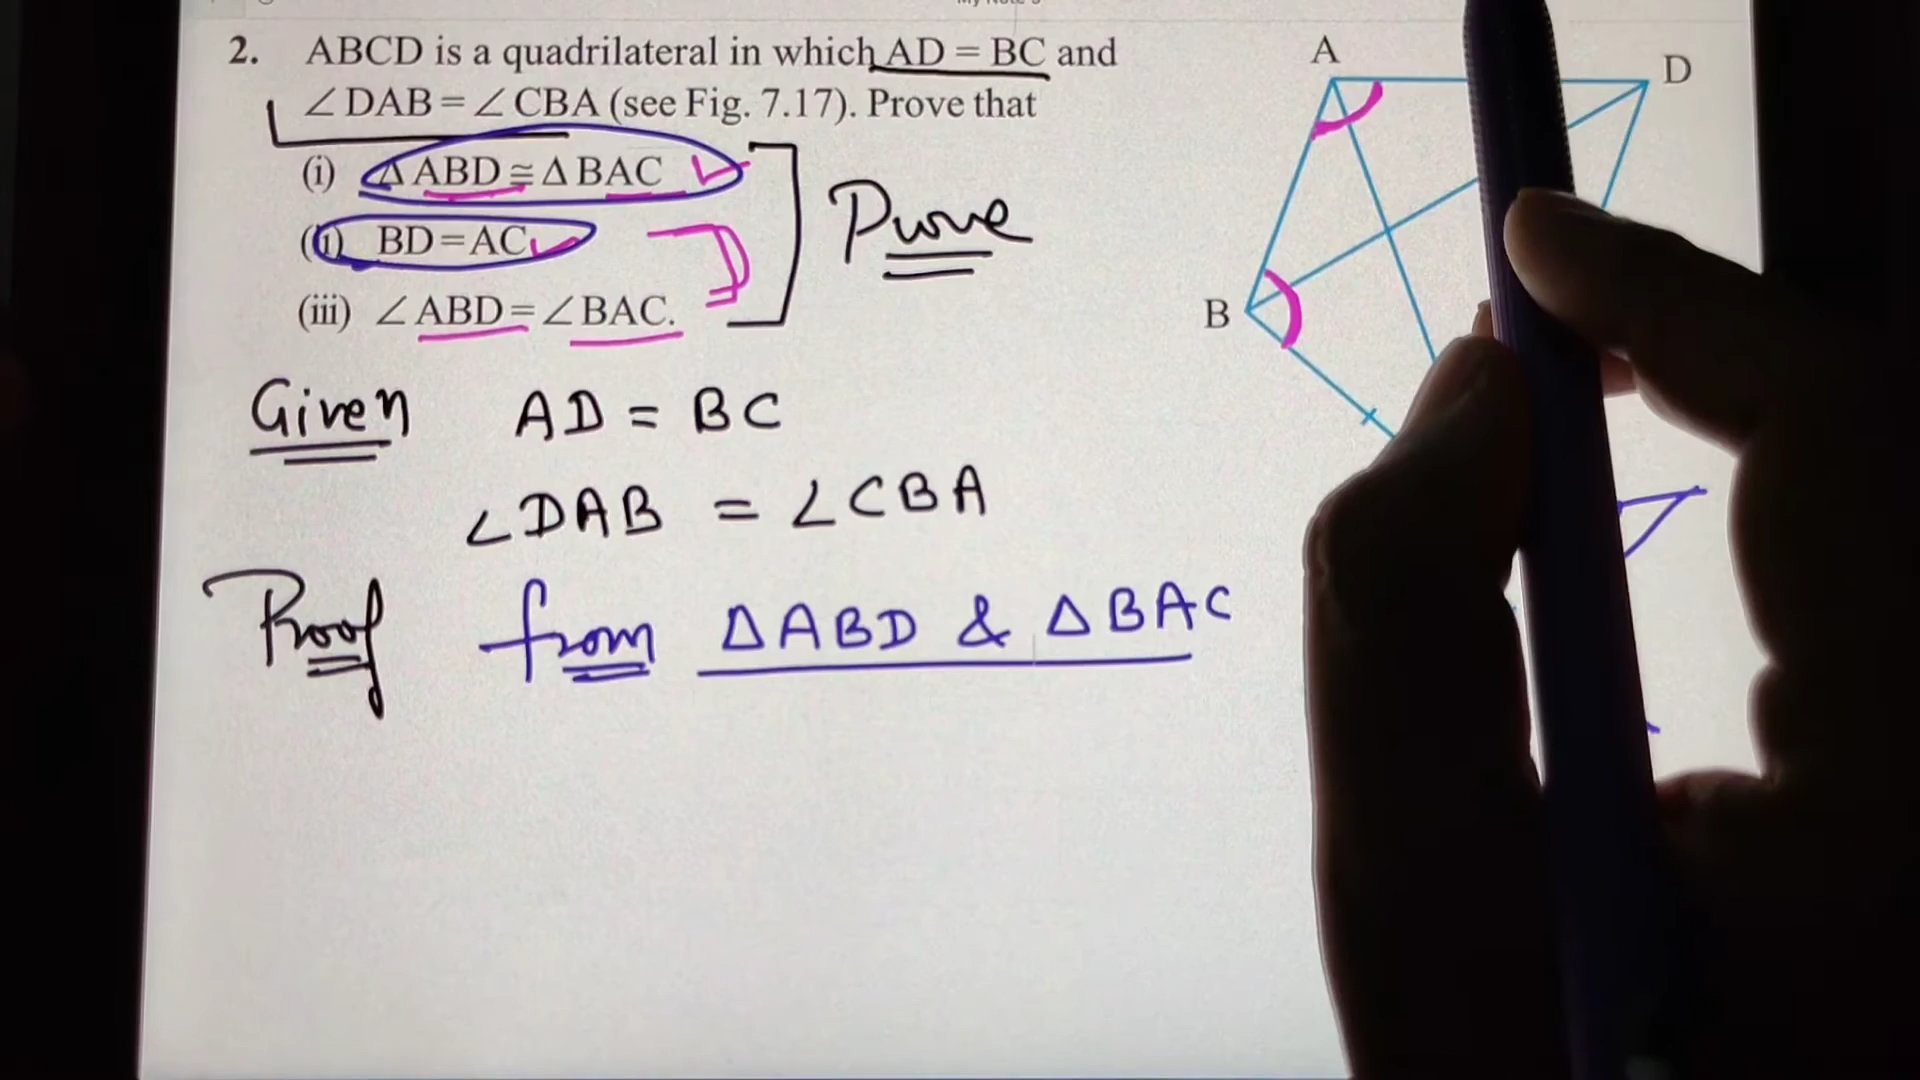 2. ABCD is a quadrilateral in which AD = BC and
∠DAB = ∠CBA (see Fig. 7.17). Prove that
(i) ΔABD ≅ ΔBAC
(ii) BD = AC
(iii) ∠ABD = ∠BAC.
Prove
A
D
B
Given AD = BC
∠DAB = ∠CBA
Proof from ΔABD & ΔBAC